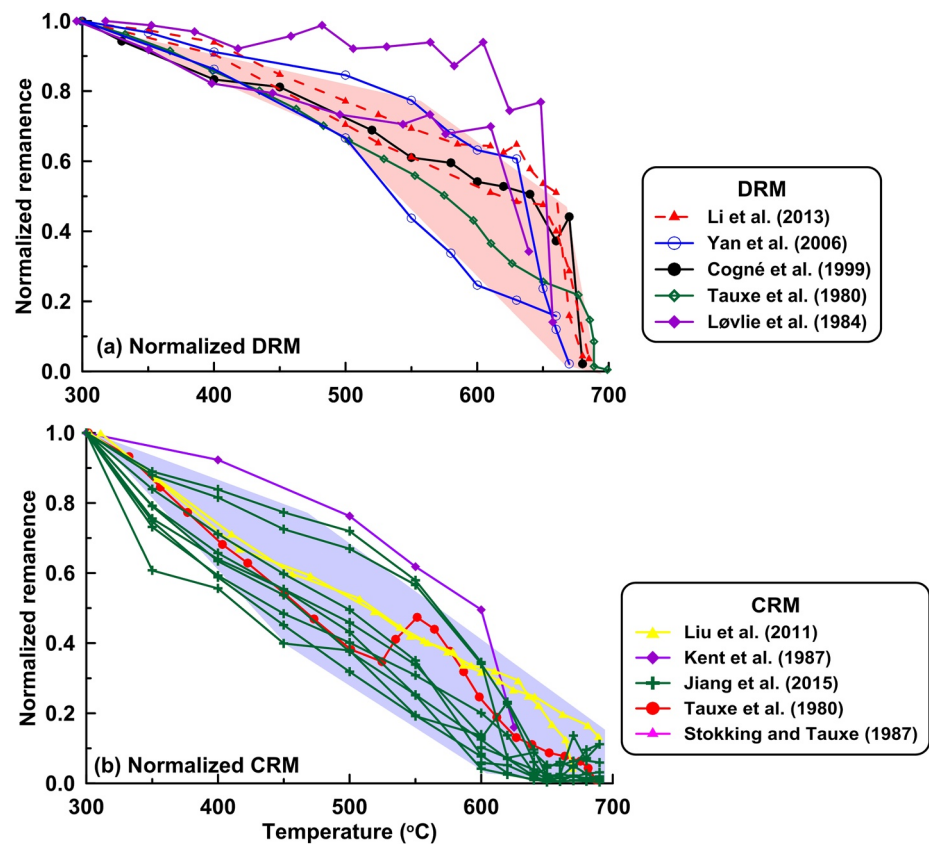 1.0
0.8
0.6
0.4
0.2
0.0
Normalized remanence
(a) Normalized DRM
300 400 500 600 700
DRM
Li et al. (2013)
Yan et al. (2006)
Cogné et al. (1999)
Tauxe et al. (1980)
Løvlie et al. (1984)
1.0
0.8
0.6
0.4
0.2
0.0
Normalized remanence
(b) Normalized CRM
300 400 500 600 700
Temperature (°C)
CRM
Liu et al. (2011)
Kent et al. (1987)
Jiang et al. (2015)
Tauxe et al. (1980)
Stokking and Tauxe (1987)